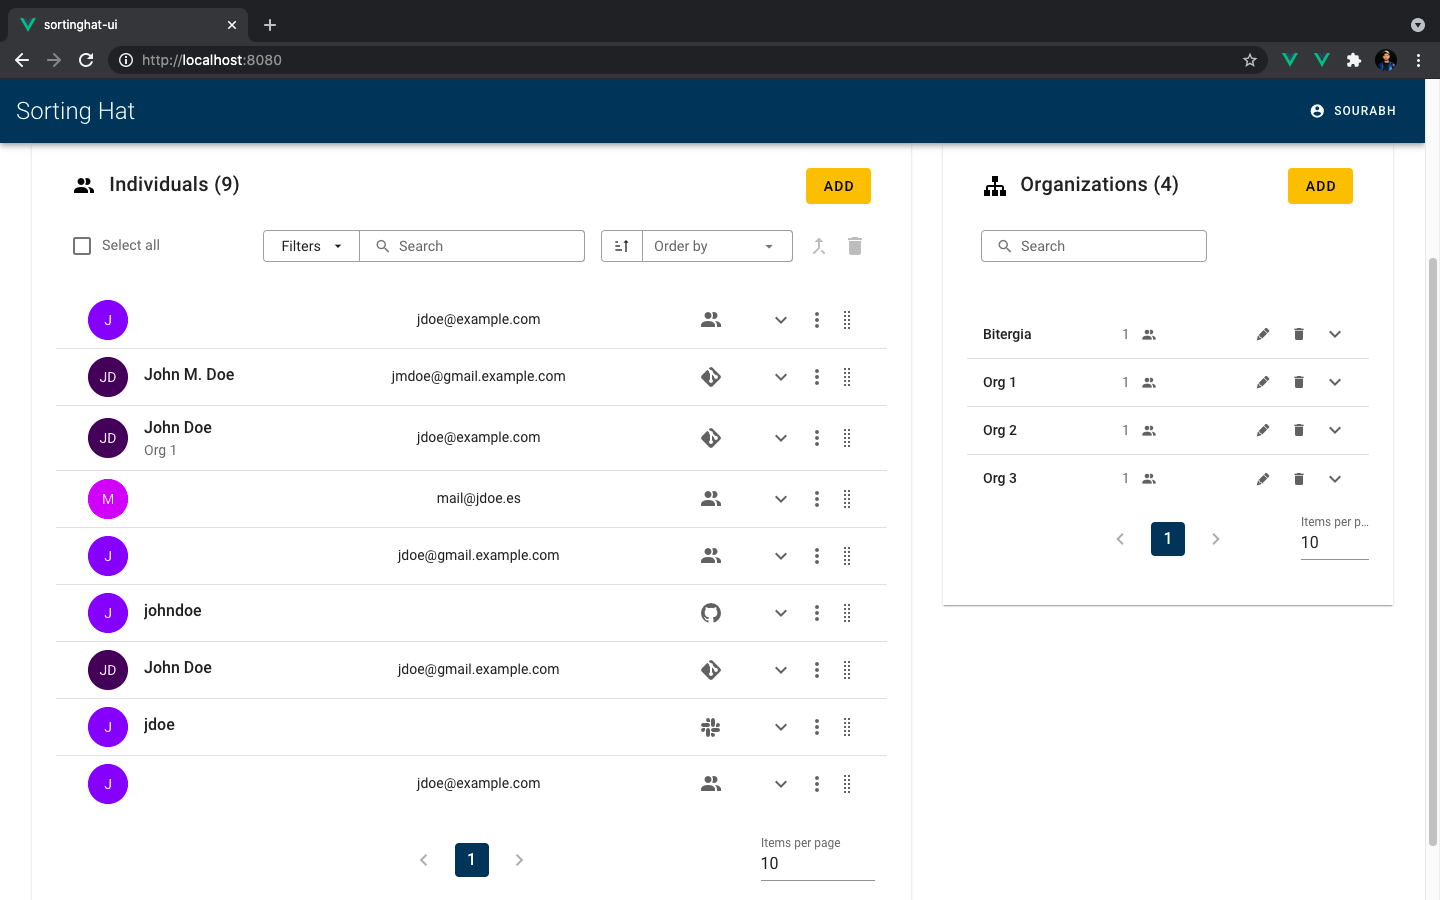 sortinghat-ui
http://localhost:8080
Sorting Hat
SOURABH
Individuals (9)
ADD
Select all
Filters
Search
Order by
J
jdoe@example.com
JD
John M. Doe
jmdoe@gmail.example.com
JD
John Doe
Org 1
jdoe@example.com
M
mail@jdoe.es
J
jdoe@gmail.example.com
J
johndoe
JD
John Doe
jdoe@gmail.example.com
J
jdoe
J
jdoe@example.com
1
Items per page
10
Organizations (4)
ADD
Search
Bitergia
1
Org 1
1
Org 2
1
Org 3
1
1
Items per p...
10